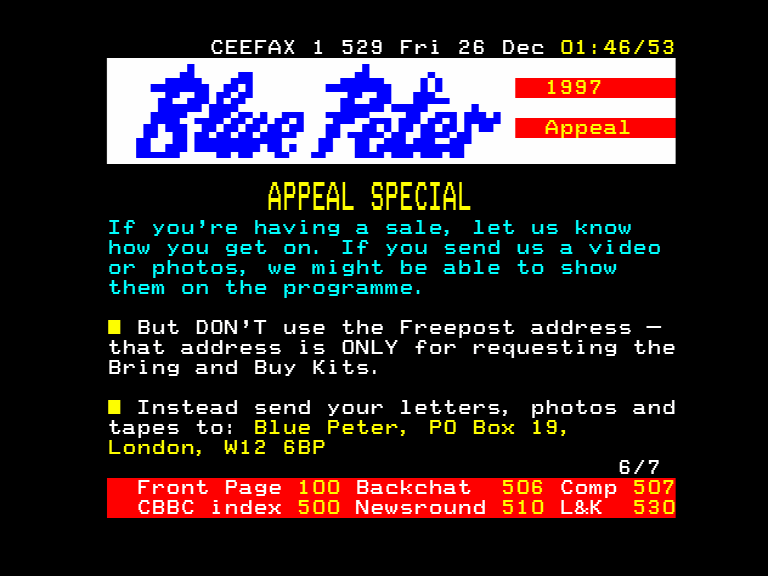 CEEFAX 1 529 Fri 26 Dec 01:46/53
Blue Peter
1997
Appeal
APPEAL SPECIAL
If you're having a sale, let us know
how you get on. If you send us a video
or photos, we might be able to show
them on the programme.
■ But DON'T use the Freepost address –
that address is ONLY for requesting the
Bring and Buy Kits.
■ Instead send your letters, photos and
tapes to: Blue Peter, PO Box 19,
London, W12 6BP
6/7
Front Page 100 Backchat 506 Comp 507
CBBC index 500 Newsround 510 L&K 530